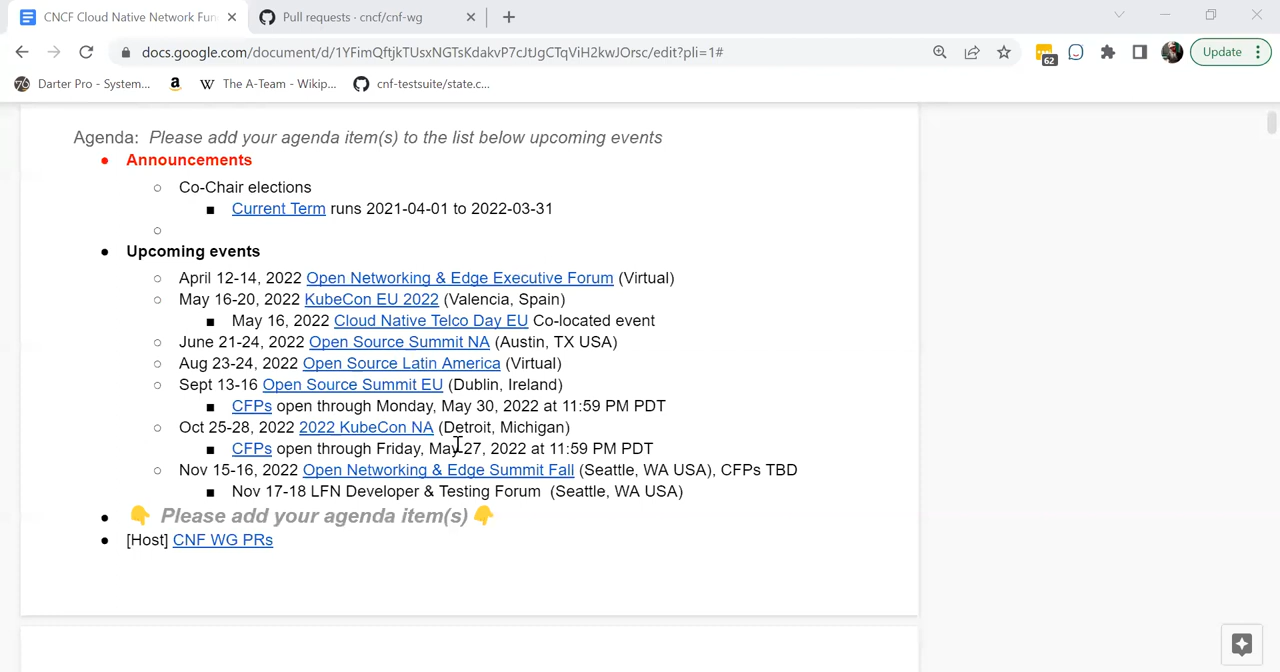 CNCF Cloud Native Network Fun
Pull requests · cncf/cnf-wg
docs.google.com/document/d/1YFimQftjkTUsxNGTsKdakvP7cJtJgCTqViH2kwJOrsc/edit?pli=1#
62
Update
76
Darter Pro - System...
a
W
The A-Team - Wikip...
cnf-testsuite/state.c...
Agenda: Please add your agenda item(s) to the list below upcoming events
Announcements
Co-Chair elections
Current Term runs 2021-04-01 to 2022-03-31
Upcoming events
April 12-14, 2022 Open Networking & Edge Executive Forum (Virtual)
May 16-20, 2022 KubeCon EU 2022 (Valencia, Spain)
May 16, 2022 Cloud Native Telco Day EU Co-located event
June 21-24, 2022 Open Source Summit NA (Austin, TX USA)
Aug 23-24, 2022 Open Source Latin America (Virtual)
Sept 13-16 Open Source Summit EU (Dublin, Ireland)
CFPs open through Monday, May 30, 2022 at 11:59 PM PDT
Oct 25-28, 2022 2022 KubeCon NA (Detroit, Michigan)
CFPs open through Friday, May 27, 2022 at 11:59 PM PDT
Nov 15-16, 2022 Open Networking & Edge Summit Fall (Seattle, WA USA), CFPs TBD
Nov 17-18 LFN Developer & Testing Forum (Seattle, WA USA)
👇 Please add your agenda item(s) 👇
[Host] CNF WG PRs